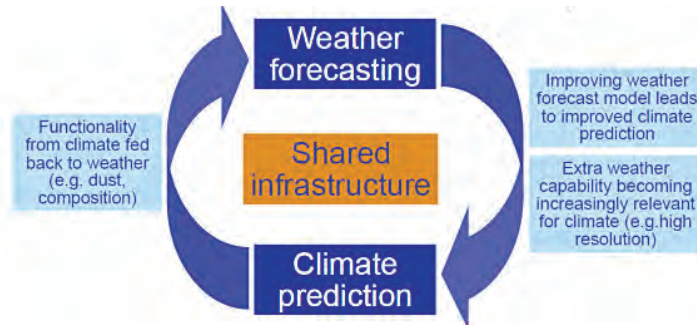 Weather
forecasting
Improving weather
forecast model leads
to improved climate
prediction
Functionality
from climate fed
back to weather
(e.g. dust,
composition)
Shared
infrastructure
Extra weather
capability becoming
increasingly relevant
for climate (e.g.high
resolution)
Climate
prediction